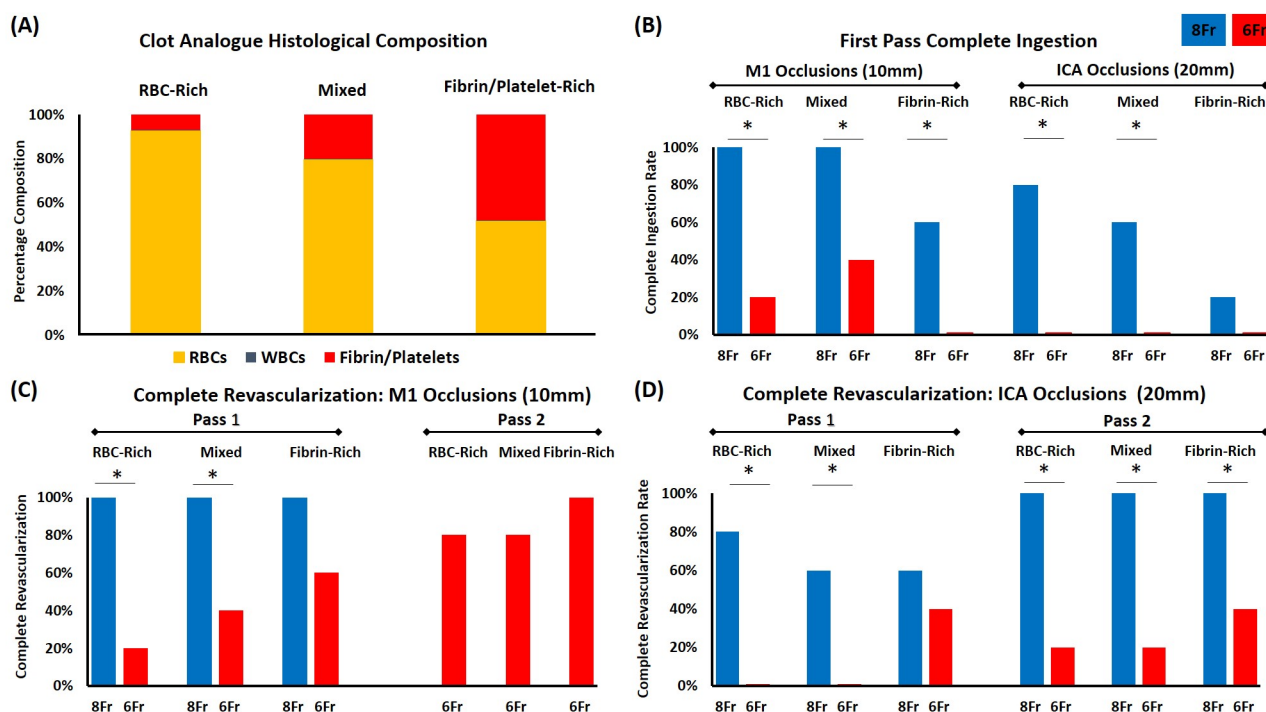 (A)
Clot Analogue Histological Composition
RBC-Rich Mixed Fibrin/Platelet-Rich
Percentage Composition
100%
80%
60%
40%
20%
0%
RBCs WBCs Fibrin/Platelets
(B)
8Fr 6Fr
First Pass Complete Ingestion
M1 Occlusions (10mm) ICA Occlusions (20mm)
RBC-Rich Mixed Fibrin-Rich RBC-Rich Mixed Fibrin-Rich
* * * * *
Complete Ingestion Rate
100%
80%
60%
40%
20%
0%
8Fr 6Fr 8Fr 6Fr 8Fr 6Fr 8Fr 6Fr 8Fr 6Fr 8Fr 6Fr
(C)
Complete Revascularization: M1 Occlusions (10mm)
Pass 1 Pass 2
RBC-Rich Mixed Fibrin-Rich RBC-Rich Mixed Fibrin-Rich
* *
Complete Revascularization
100%
80%
60%
40%
20%
0%
8Fr 6Fr 8Fr 6Fr 8Fr 6Fr 6Fr 6Fr 6Fr
(D)
Complete Revascularization: ICA Occlusions (20mm)
Pass 1 Pass 2
RBC-Rich Mixed Fibrin-Rich RBC-Rich Mixed Fibrin-Rich
* * * * *
Complete Revascularization Rate
100%
80%
60%
40%
20%
0%
8Fr 6Fr 8Fr 6Fr 8Fr 6Fr 8Fr 6Fr 8Fr 6Fr 8Fr 6Fr